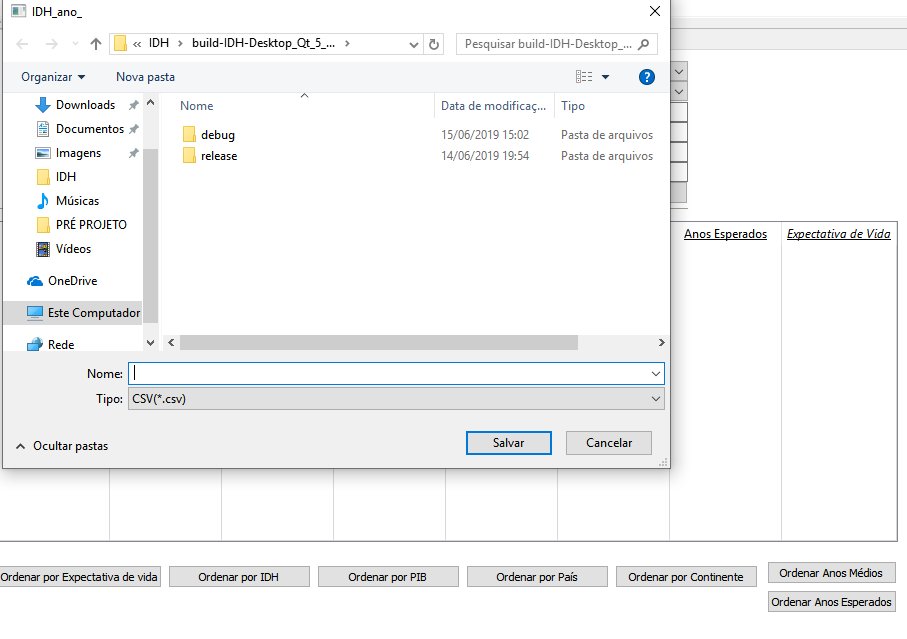 IDH_ano_
« IDH › build-IDH-Desktop_Qt_5_... ›
Pesquisar build-IDH-Desktop_...
Organizar
Nova pasta
?
Downloads
Documentos
Imagens
IDH
Músicas
PRÉ PROJETO
Vídeos
OneDrive
Este Computador
Rede
Nome Data de modificaç... Tipo
debug 15/06/2019 15:02 Pasta de arquivos
release 14/06/2019 19:54 Pasta de arquivos
Nome:
Tipo: CSV(*.csv)
Ocultar pastas
Salvar
Cancelar
Anos Esperados
Expectativa de Vida
Ordenar por Expectativa de vida
Ordenar por IDH
Ordenar por PIB
Ordenar por País
Ordenar por Continente
Ordenar Anos Médios
Ordenar Anos Esperados